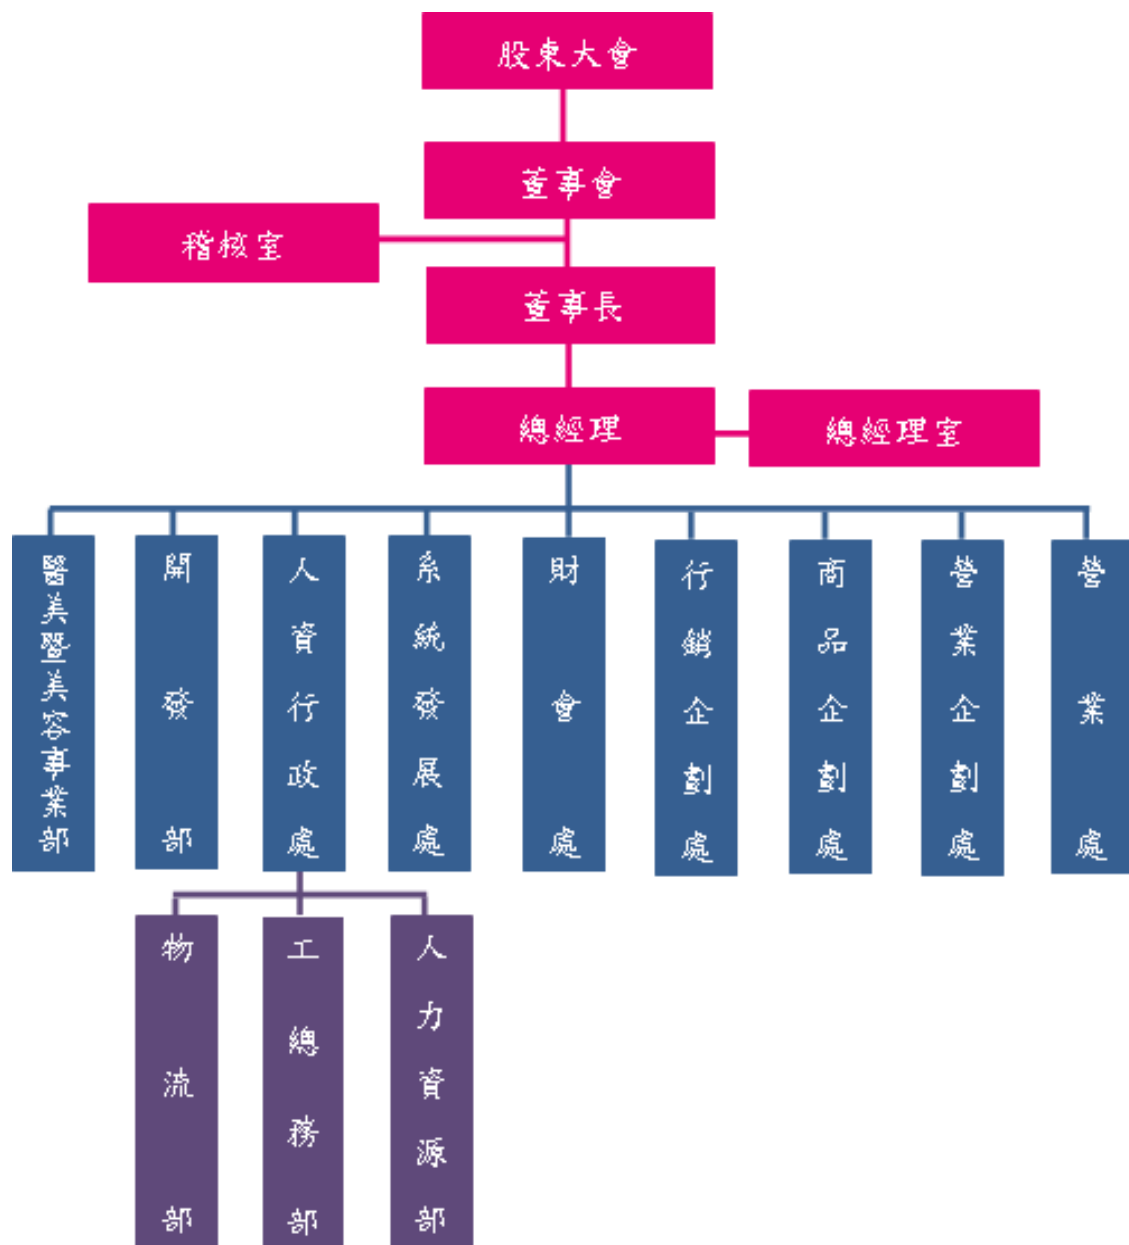 股東大會
董事會
稽核室
董事長
總經理
總經理室
醫美暨美容事業部
開發部
人資行政處
系統發展處
財會處
行銷企劃處
商品企劃處
營業企劃處
營業處
物流部
工總務部
人力資源部